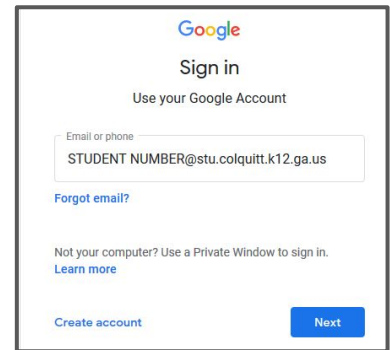 Google
Sign in
Use your Google Account
Email or phone
STUDENT NUMBER@stu.colquitt.k12.ga.us
Forgot email?
Not your computer? Use a Private Window to sign in.
Learn more
Create account
Next